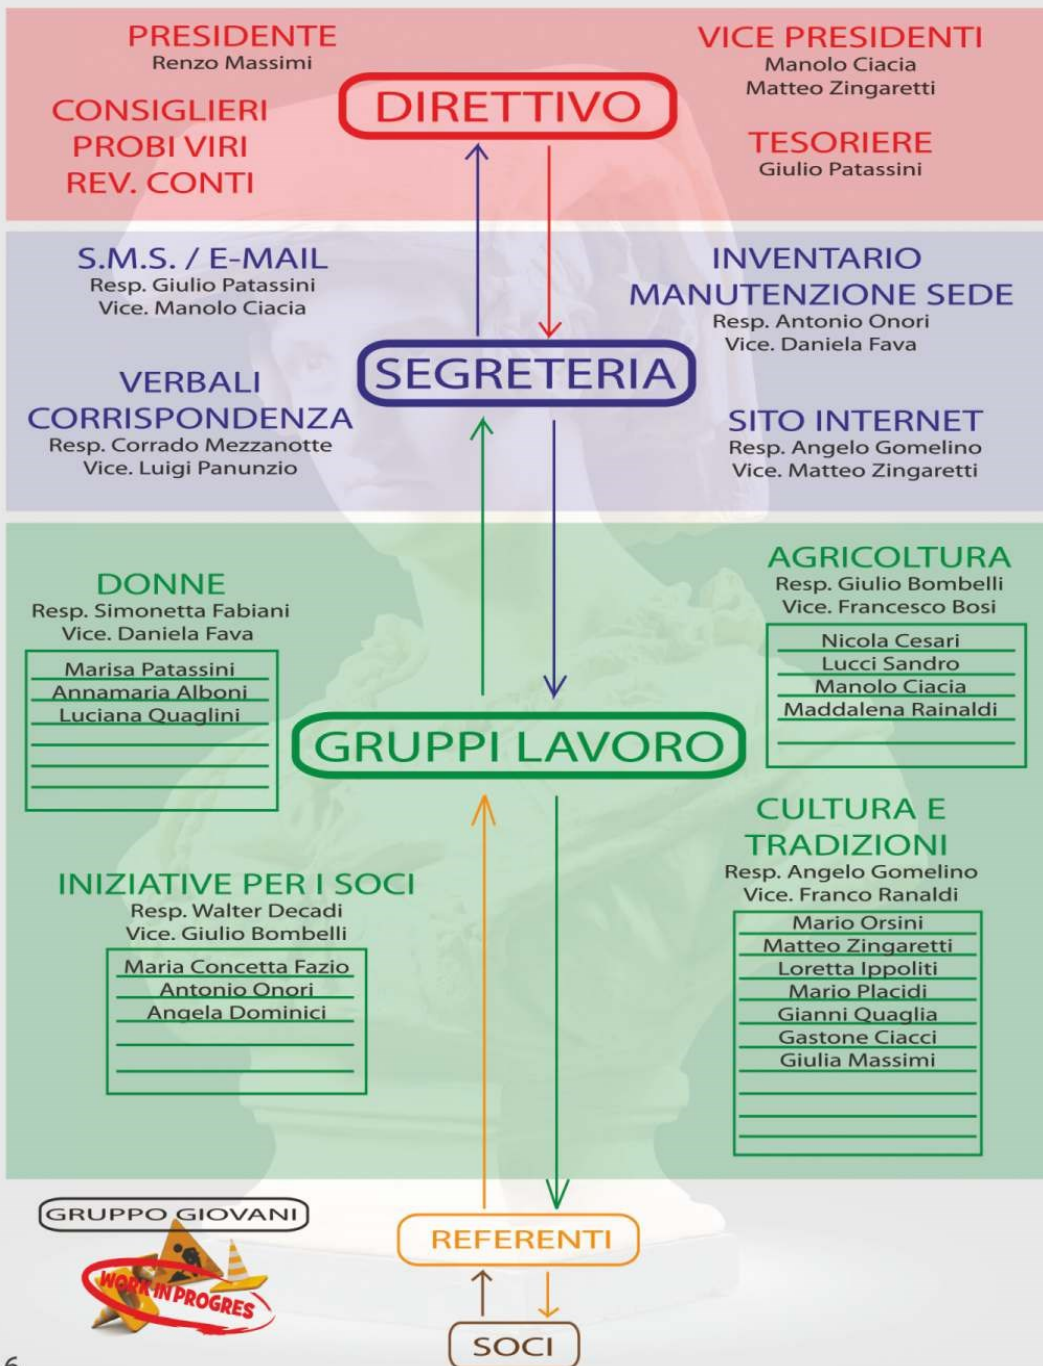 PRESIDENTE
Renzo Massimi
VICE PRESIDENTI
Manolo Ciacia
Matteo Zingaretti
CONSIGLIERI
PROBI VIRI
REV. CONTI
DIRETTIVO
TESORIERE
Giulio Patassini
S.M.S. / E-MAIL
Resp. Giulio Patassini
Vice. Manolo Ciacia
INVENTARIO
MANUTENZIONE SEDE
Resp. Antonio Onori
Vice. Daniela Fava
SEGRETERIA
VERBALI
CORRISPONDENZA
Resp. Corrado Mezzanotte
Vice. Luigi Panunzio
SITO INTERNET
Resp. Angelo Gomelino
Vice. Matteo Zingaretti
DONNE
Resp. Simonetta Fabiani
Vice. Daniela Fava
Marisa Patassini
Annamaria Alboni
Luciana Quaglini
AGRICOLTURA
Resp. Giulio Bombelli
Vice. Francesco Bosi
Nicola Cesari
Lucci Sandro
Manolo Ciacia
Maddalena Rainaldi
GRUPPI LAVORO
INIZIATIVE PER I SOCI
Resp. Walter Decadi
Vice. Giulio Bombelli
Maria Concetta Fazio
Antonio Onori
Angela Dominici
CULTURA E
TRADIZIONI
Resp. Angelo Gomelino
Vice. Franco Ranaldi
Mario Orsini
Matteo Zingaretti
Loretta Ippoliti
Mario Placidi
Gianni Quaglia
Gastone Ciacci
Giulia Massimi
GRUPPO GIOVANI
WORK IN PROGRES
REFERENTI
SOCI
6